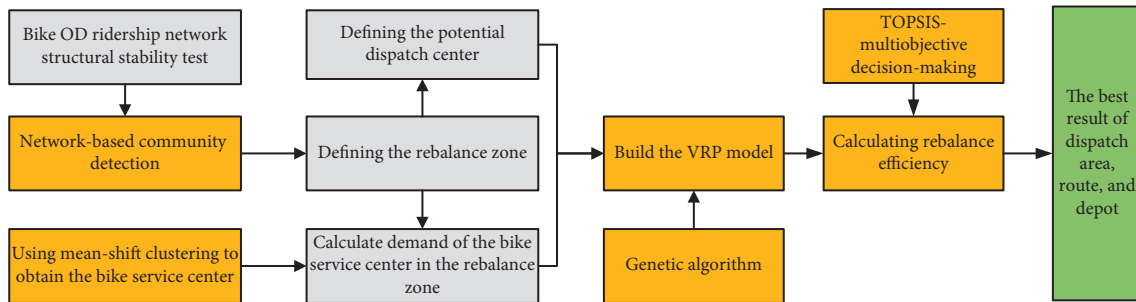 Bike OD ridership network
structural stability test
Network-based community
detection
Using mean-shift clustering to
obtain the bike service center
Defining the potential
dispatch center
Defining the rebalance zone
Calculate demand of the bike
service center in the rebalance
zone
Build the VRP model
Genetic algorithm
TOPSIS-
multiobjective
decision-making
Calculating rebalance
efficiency
The best
result of
dispatch
area,
route, and
depot